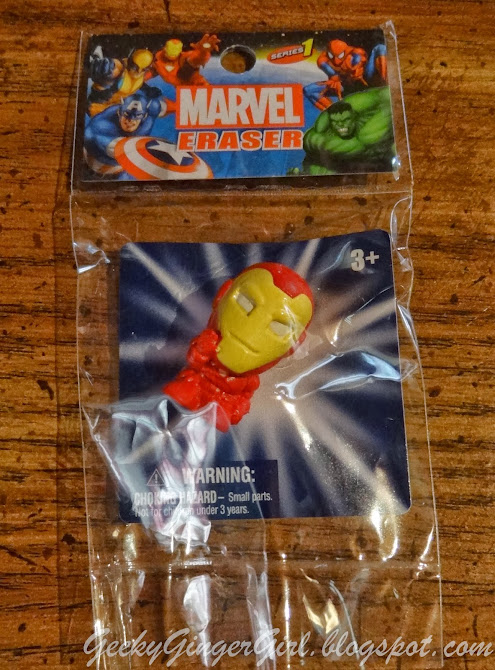 SERIES 1
MARVEL
ERASER
3+
WARNING:
CHOKING HAZARD – Small parts.
Not for children under 3 years.
GeekyGingerGirl.blogspot.com